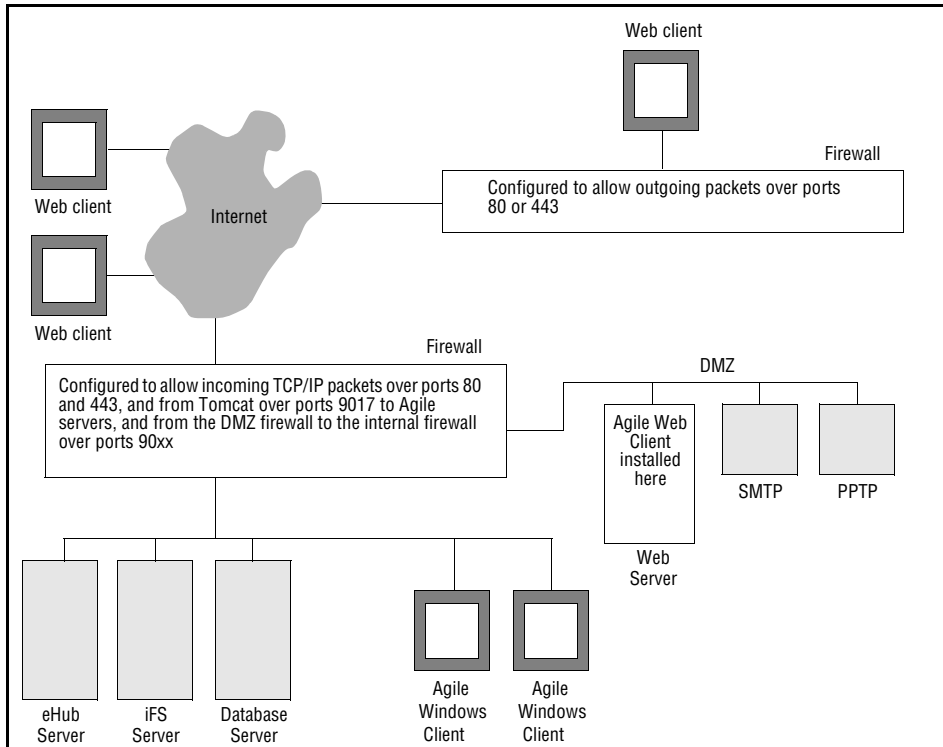 Web client
Firewall
Configured to allow outgoing packets over ports
80 or 443
Web client
Internet
Web client
Firewall
Configured to allow incoming TCP/IP packets over ports 80
and 443, and from Tomcat over ports 9017 to Agile
servers, and from the DMZ firewall to the internal firewall
over ports 90xx
DMZ
Agile Web
Client
installed
here
SMTP
PPTP
Web
Server
eHub
Server
iFS
Server
Database
Server
Agile
Windows
Client
Agile
Windows
Client